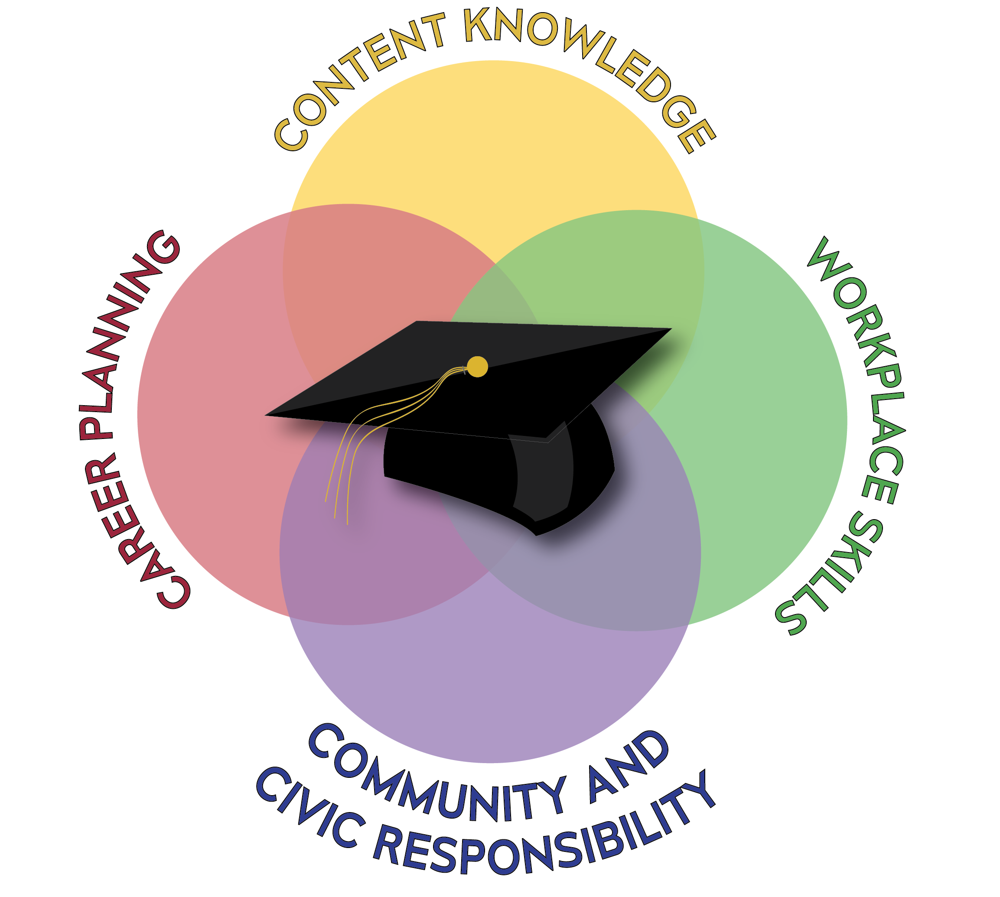 CONTENT KNOWLEDGE
CAREER PLANNING
WORKPLACE SKILLS
COMMUNITY AND
CIVIC RESPONSIBILITY